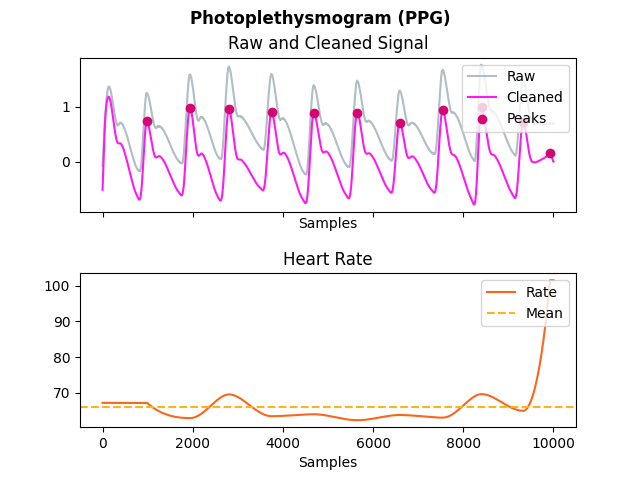 Photoplethysmogram (PPG)
Raw and Cleaned Signal
Raw
Cleaned
Peaks
1
0
Samples
Heart Rate
Rate
Mean
100
90
80
70
0 2000 4000 6000 8000 10000
Samples